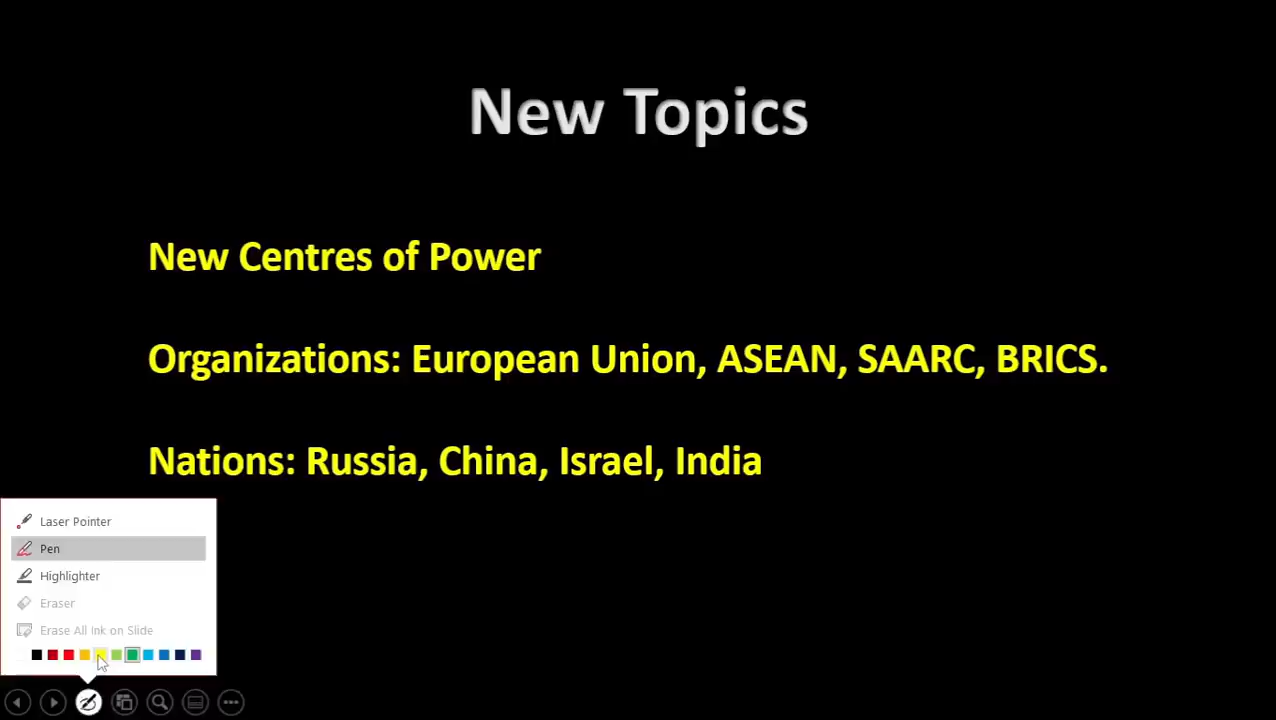 New Topics
New Centres of Power
Organizations: European Union, ASEAN, SAARC, BRICS.
Nations: Russia, China, Israel, India
Laser Pointer
Pen
Highlighter
Eraser
Erase All Ink on Slide